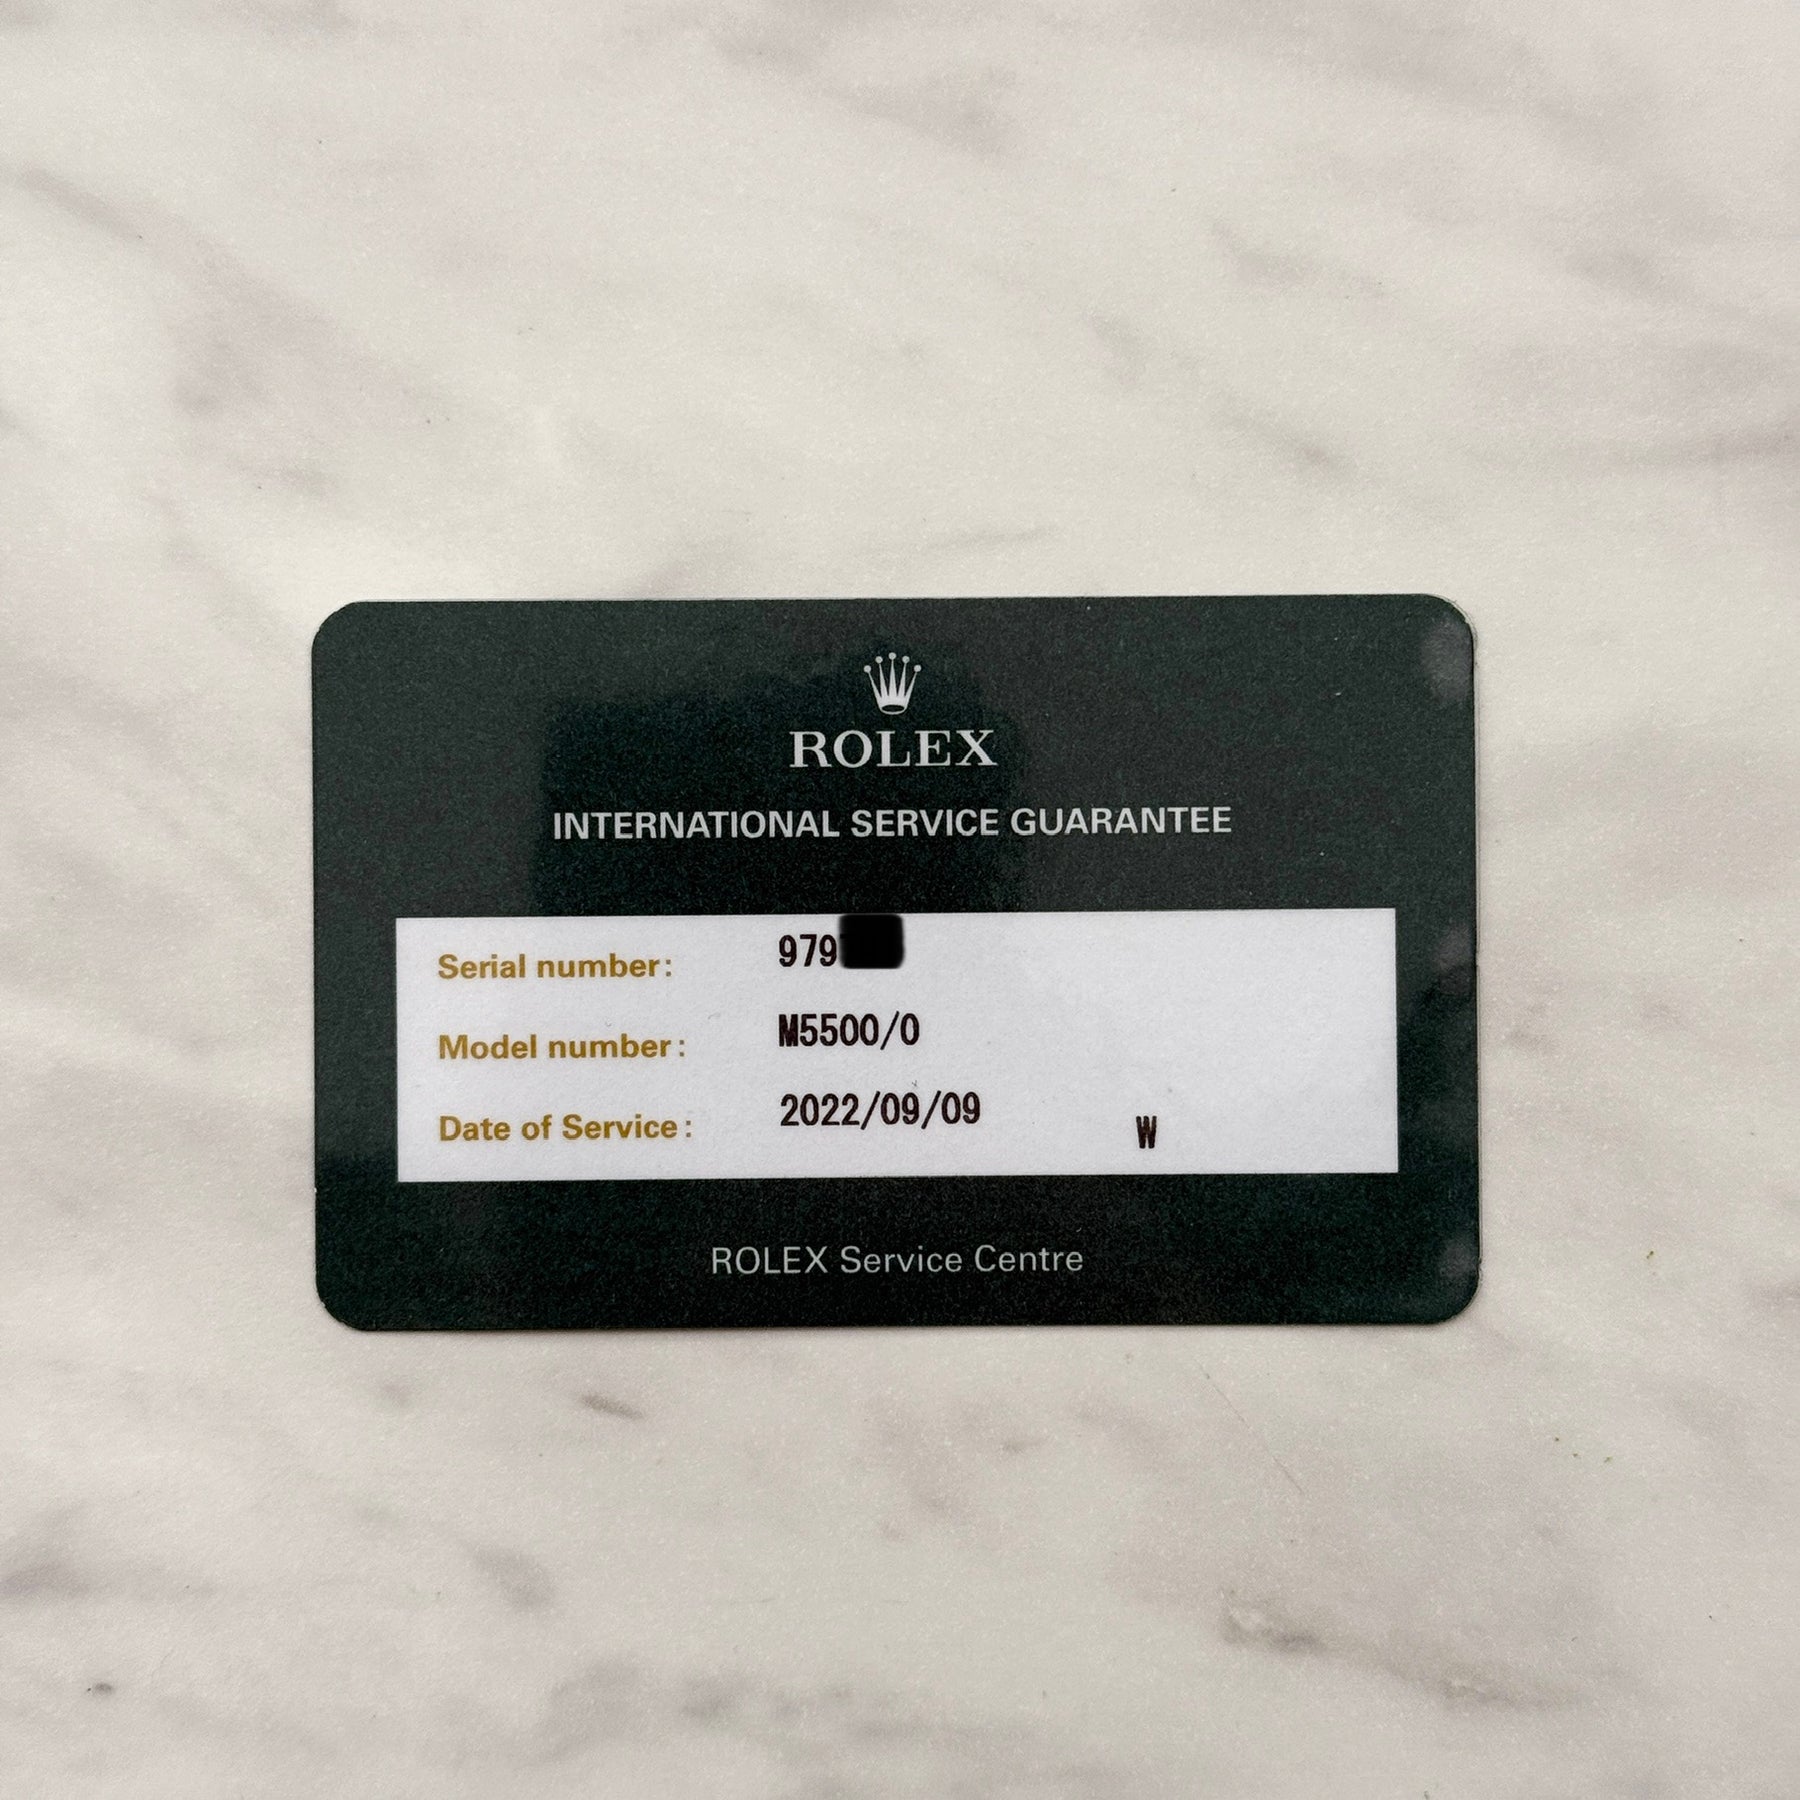 ROLEX
INTERNATIONAL SERVICE GUARANTEE
Serial number: 979
Model number: M5500/0
Date of Service: 2022/09/09 W
ROLEX Service Centre